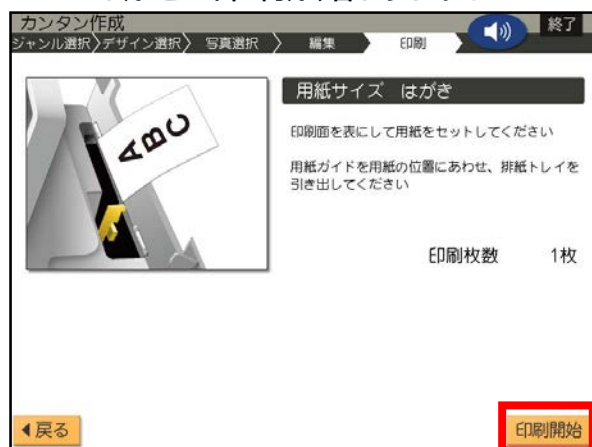 カンタン作成
終了
ジャンル選択〉デザイン選択〉 写真選択 〉 編集 印刷
用紙サイズ はがき
ABC
印刷面を表にして用紙をセットしてください
用紙ガイドを用紙の位置にあわせ、排紙トレイを
引き出してください
印刷枚数 1枚
戻る
印刷開始